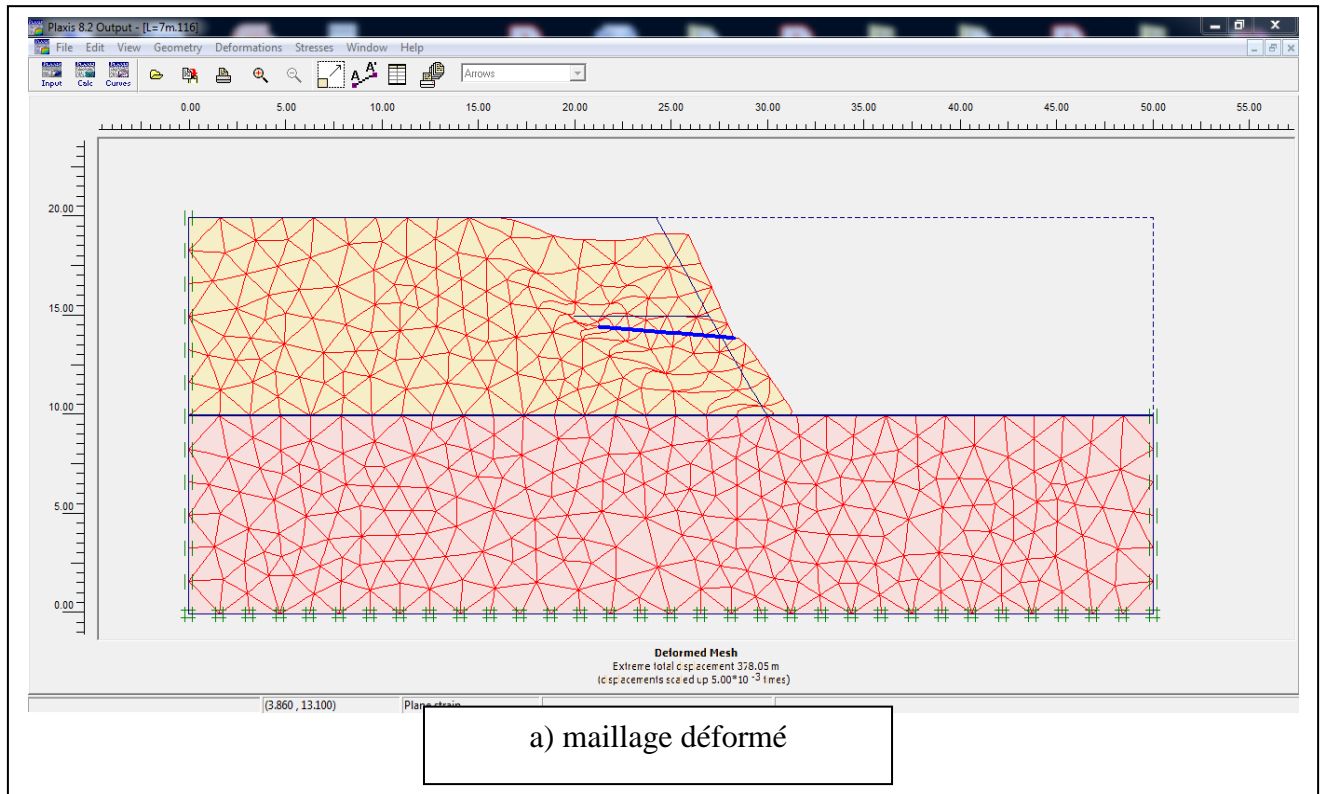 Plaxis 8.2 Output - [L=7m.116]
File Edit View Geometry Deformations Stresses Window Help
Input Calc Curves Arrows
0.00 5.00 10.00 15.00 20.00 25.00 30.00 35.00 40.00 45.00 50.00 55.00
20.00
15.00
10.00
5.00
0.00
Deformed Mesh
Extreme total displacement 378.05 m
(displacements scaled up 5.00*10 -3 times)
(3.860 , 13.100) Plane strain
a) maillage déformé